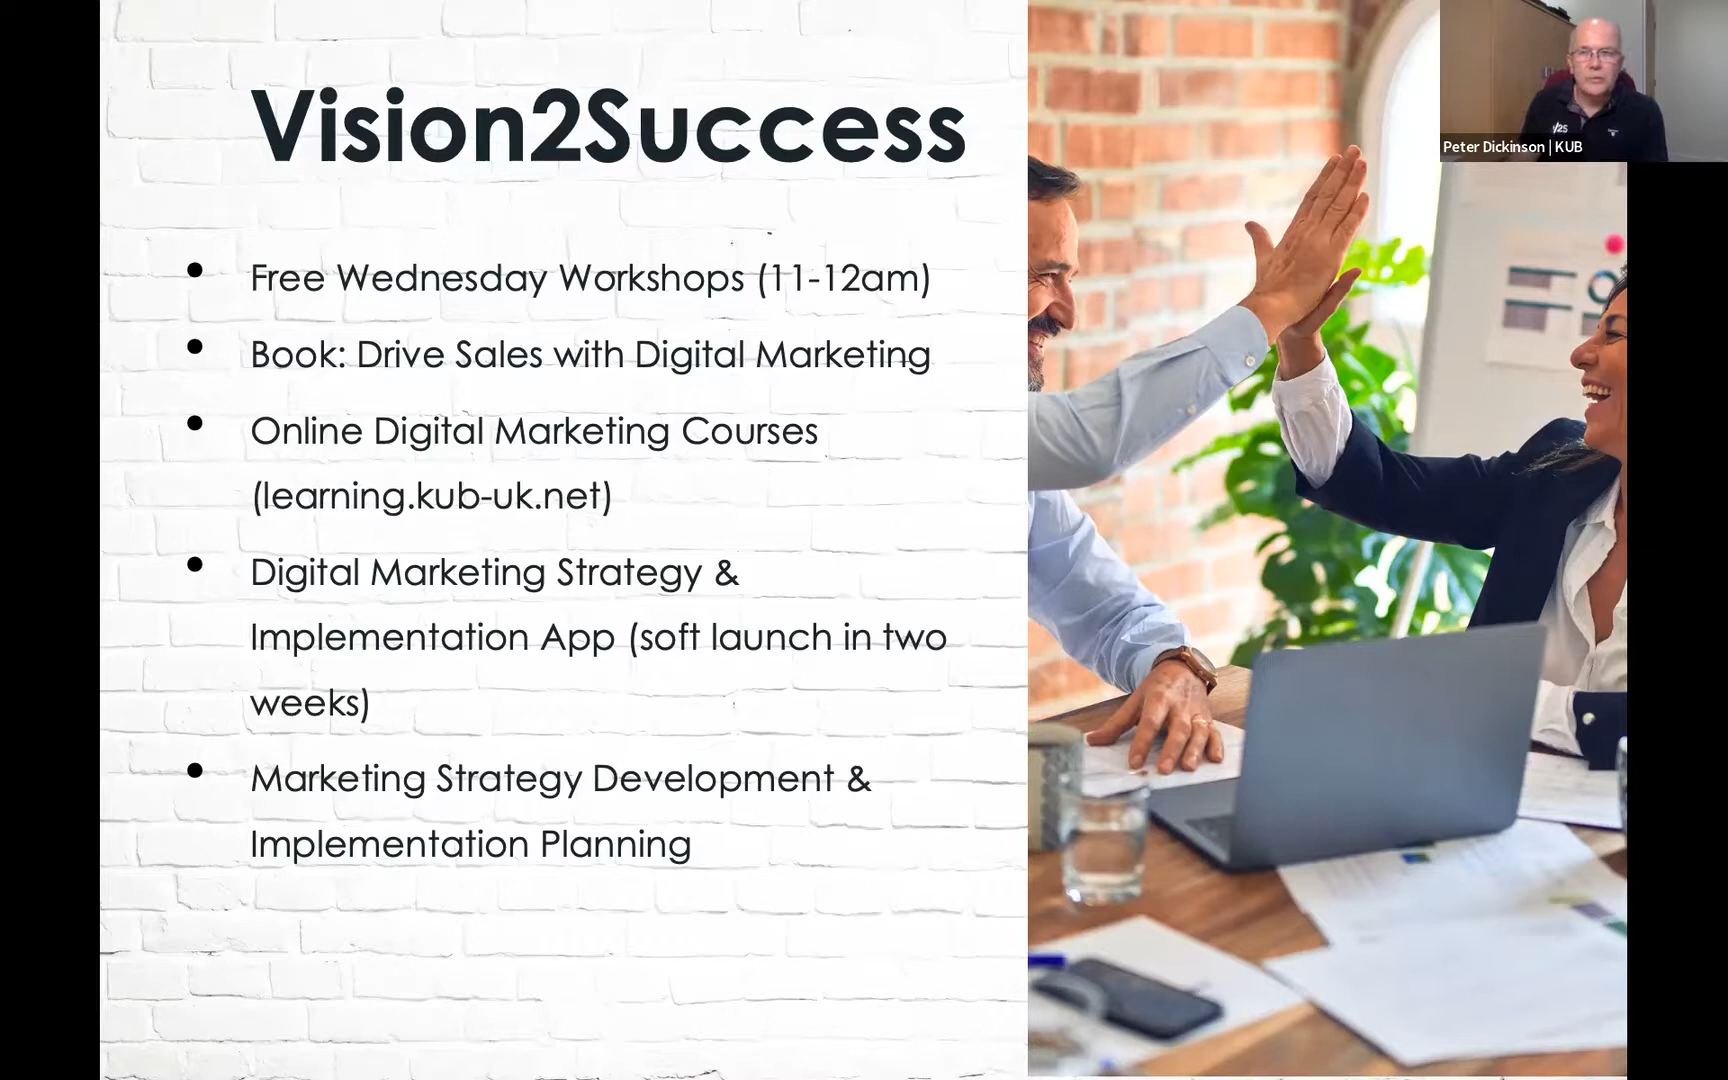 Vision2Success
Free Wednesday Workshops (11-12am)
Book: Drive Sales with Digital Marketing
Online Digital Marketing Courses
(learning.kub-uk.net)
Digital Marketing Strategy &
Implementation App (soft launch in two
weeks)
Marketing Strategy Development &
Implementation Planning
Peter Dickinson | KUB